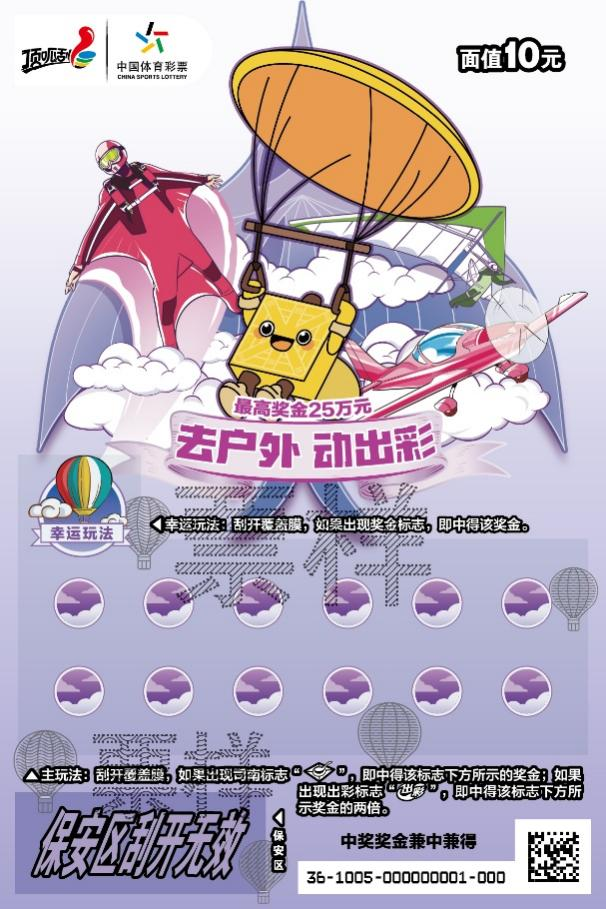 顶呱刮
中国体育彩票
CHINA SPORTS LOTTERY
面值10元
最高奖金25万元
去户外 动出彩
幸运玩法
幸运玩法：刮开覆盖膜，如果出现奖金标志，即中得该奖金。
票样
票样
主玩法：刮开覆盖膜，如果出现司南标志“ ”，即中得该标志下方所示的奖金；如果
出现出彩标志“出彩”，即中得该标志下方所
示奖金的两倍。
保安区刮开无效
保安区
中奖奖金兼中兼得
36-1005-000000001-000